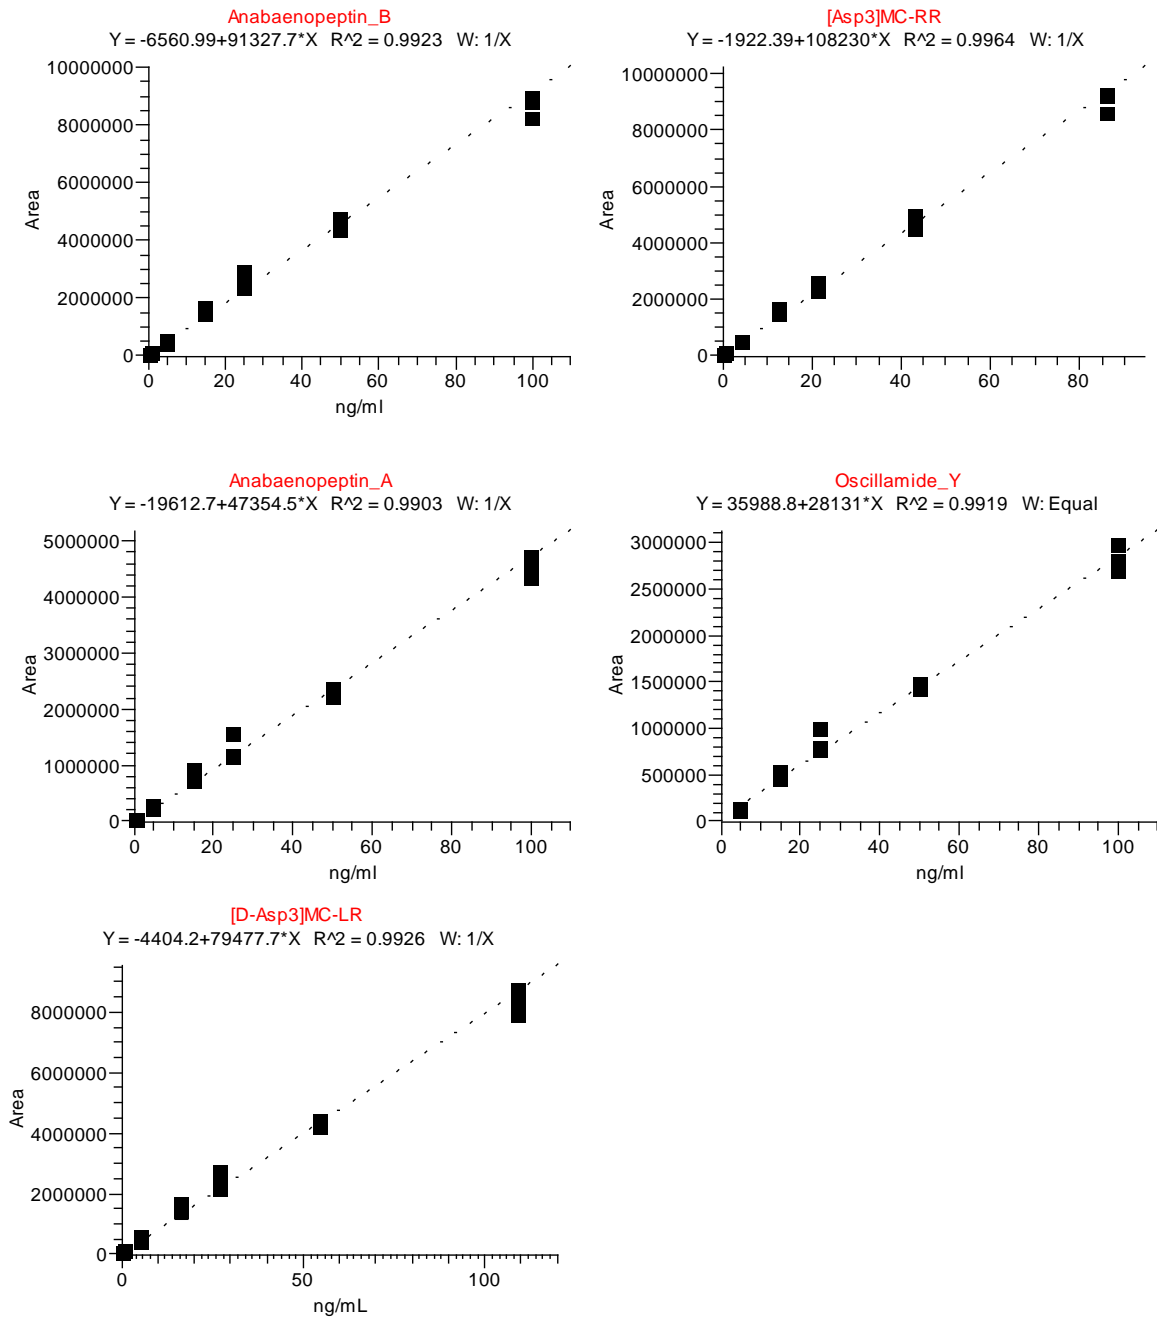 Anabaenopeptin_B
Y = -6560.99+91327.7*X R^2 = 0.9923 W: 1/X
10000000
8000000
6000000
4000000
2000000
0
Area
0 20 40 60 80 100
ng/ml
[Asp3]MC-RR
Y = -1922.39+108230*X R^2 = 0.9964 W: 1/X
10000000
8000000
6000000
4000000
2000000
0
Area
0 20 40 60 80
Anabaenopeptin_A
Y = -19612.7+47354.5*X R^2 = 0.9903 W: 1/X
5000000
4000000
3000000
2000000
1000000
0
Area
0 20 40 60 80 100
ng/ml
Oscillamide_Y
Y = 35988.8+28131*X R^2 = 0.9919 W: Equal
3000000
2500000
2000000
1500000
1000000
500000
0
Area
0 20 40 60 80 100
ng/ml
[D-Asp3]MC-LR
Y = -4404.2+79477.7*X R^2 = 0.9926 W: 1/X
8000000
6000000
4000000
2000000
0
Area
0 50 100
ng/mL